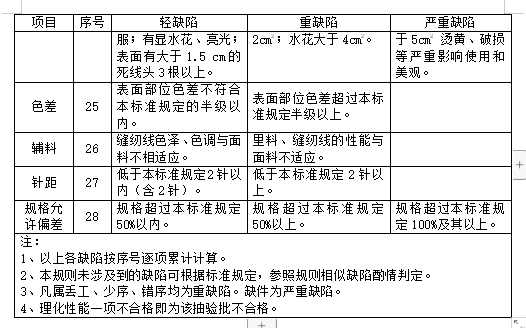 项目 序号 轻缺陷 重缺陷 严重缺陷
服；有显水花、亮光； 2cm²；水花大于4cm²。 于5cm² 烫黄、破损
表面有大于1.5 cm的 等严重影响使用和
死线头3根以上。 美观。
色差 25 表面部位色差不符合本标准规定的半级以内。 表面部位色差超过本标准规定半级以上。
辅料 26 缝纫线色泽、色调与面料不相适应。 里料、缝纫线的性能与面料不适应。
针距 27 低于本标准规定2针以内（含2针）。 低于本标准规定 2针以上。
规格允许偏差 28 规格超过本标准规定50%以内。 规格超过本标准规定50%以上。 规格超过本标准规定100%及其以上。
注：
1、以上各缺陷按序号逐项累计计算。
2、本规则未涉及到的缺陷可根据标准规定，参照规则相似缺陷酌情判定。
3、凡属丢工、少序、错序均为重缺陷。缺件为严重缺陷。
4、理化性能一项不合格即为该抽验批不合格。